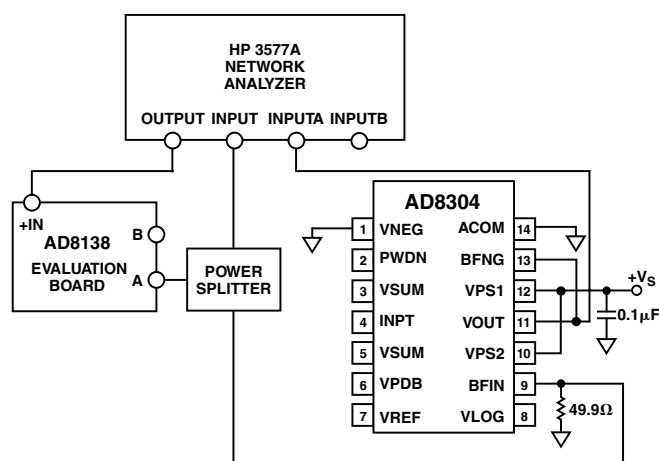 HP 3577A
NETWORK
ANALYZER
OUTPUT INPUT INPUTA INPUTB
+IN
AD8138
EVALUATION
BOARD
B
A
POWER
SPLITTER
AD8304
1 VNEG ACOM 14
2 PWDN BFNG 13
3 VSUM VPS1 12
4 INPT VOUT 11
5 VSUM VPS2 10
6 VPDB BFIN 9
7 VREF VLOG 8
+VS
0.1μF
49.9Ω